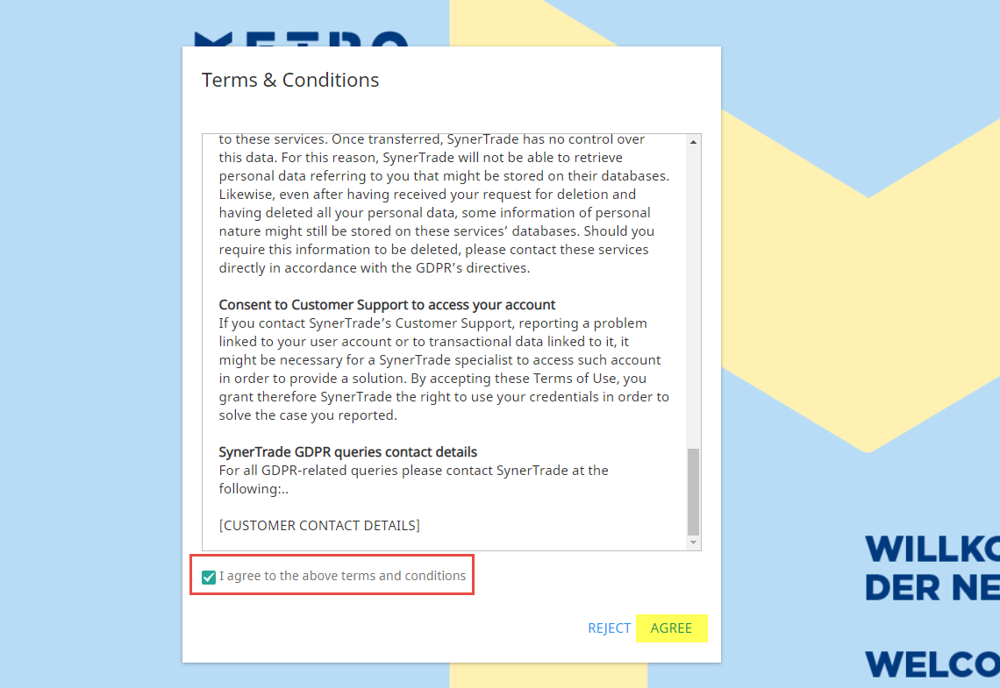 METRO
Terms & Conditions
to these services. Once transferred, SynerTrade has no control over
this data. For this reason, SynerTrade will not be able to retrieve
personal data referring to you that might be stored on their databases.
Likewise, even after having received your request for deletion and
having deleted all your personal data, some information of personal
nature might still be stored on these services’ databases. Should you
require this information to be deleted, please contact these services
directly in accordance with the GDPR’s directives.
Consent to Customer Support to access your account
If you contact SynerTrade’s Customer Support, reporting a problem
linked to your user account or to transactional data linked to it, it
might be necessary for a SynerTrade specialist to access such account
in order to provide a solution. By accepting these Terms of Use, you
grant therefore SynerTrade the right to use your credentials in order to
solve the case you reported.
SynerTrade GDPR queries contact details
For all GDPR-related queries please contact SynerTrade at the
following:..
[CUSTOMER CONTACT DETAILS]
I agree to the above terms and conditions
REJECT AGREE
WILLKO
DER NE
WELCO